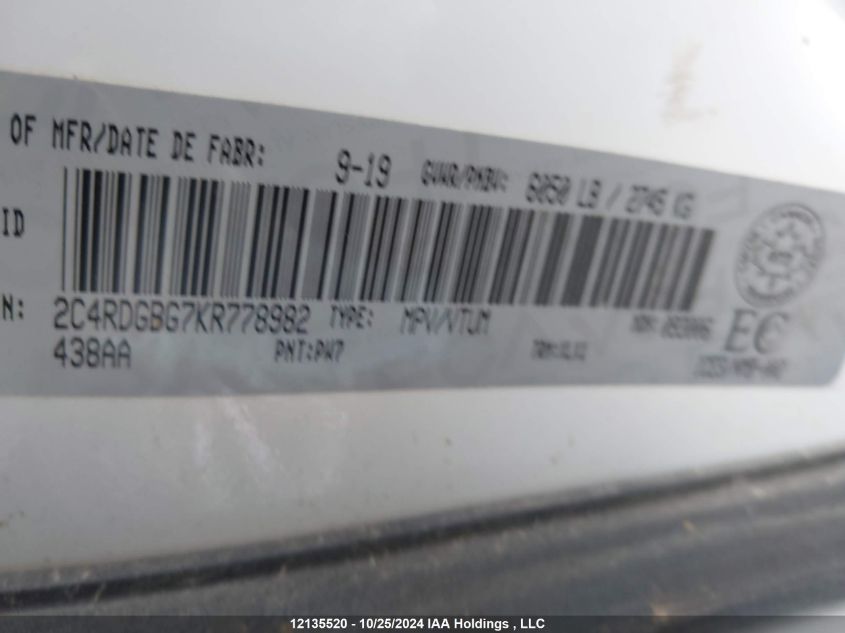 OF MFR/DATE DE FABR: 9-19 GVWR/PNBV: 6050 LB / 2745 KG
ID
N: 2C4RDGBG7KR778982 TYPE: MPV/VTUM
EC
438AA PNT:PW7
12135520 - 10/25/2024 IAA Holdings , LLC